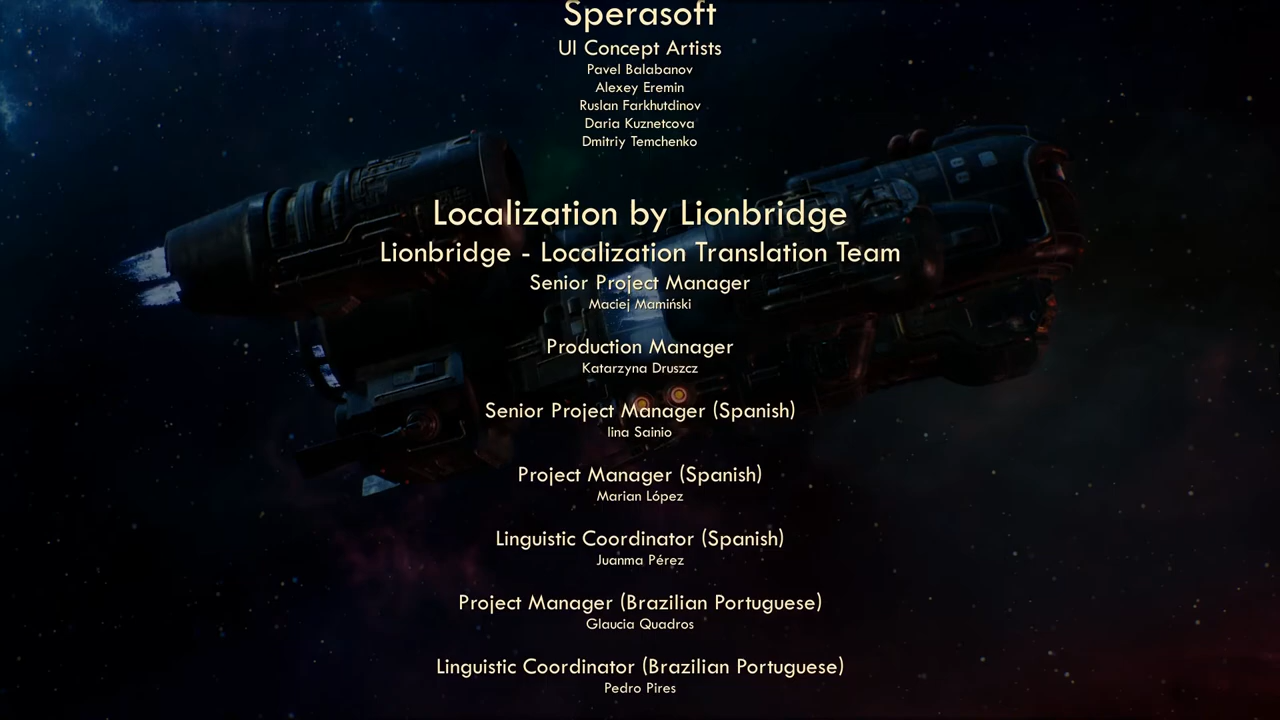 Sperasoft
UI Concept Artists
Pavel Balabanov
Alexey Eremin
Ruslan Farkhutdinov
Daria Kuznetcova
Dmitriy Temchenko
Localization by Lionbridge
Lionbridge - Localization Translation Team
Senior Project Manager
Maciej Mamiński
Production Manager
Katarzyna Druszcz
Senior Project Manager (Spanish)
Iina Sainio
Project Manager (Spanish)
Marian López
Linguistic Coordinator (Spanish)
Juanma Pérez
Project Manager (Brazilian Portuguese)
Glaucia Quadros
Linguistic Coordinator (Brazilian Portuguese)
Pedro Pires